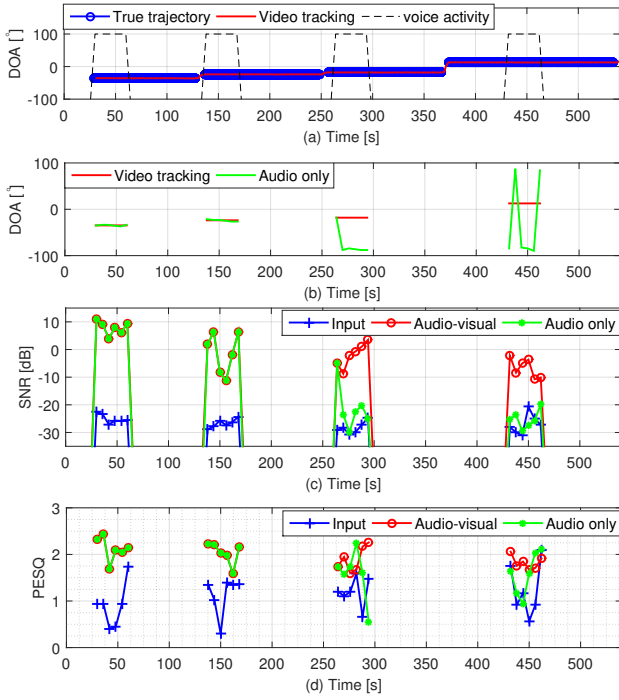 True trajectory Video tracking voice activity
DOA [°]
100
0
-100
0 50 100 150 200 250 300 350 400 450 500
(a) Time [s]
Video tracking Audio only
DOA [°]
100
0
-100
0 50 100 150 200 250 300 350 400 450 500
(b) Time [s]
Input Audio-visual Audio only
SNR [dB]
10
0
-10
-20
-30
0 50 100 150 200 250 300 350 400 450 500
(c) Time [s]
Input Audio-visual Audio only
PESQ
3
2
1
0
0 50 100 150 200 250 300 350 400 450 500
(d) Time [s]